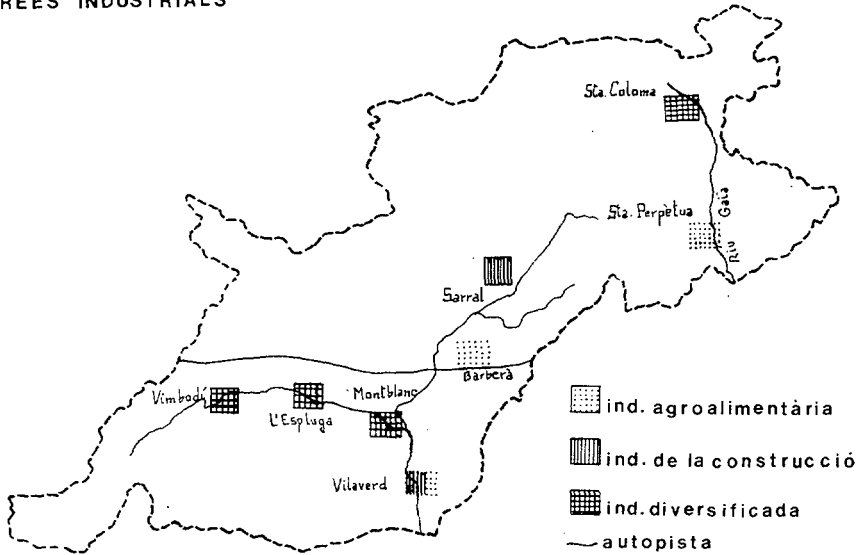 REES INDUSTRIALS
Sta. Coloma
Sta. Perpètua
Riu Gaià
Sarral
Barberà
Vimbodí
L'Espluga
Montblanc
Vilaverd
ind. agroalimentària
ind. de la construcció
ind. diversificada
autopista